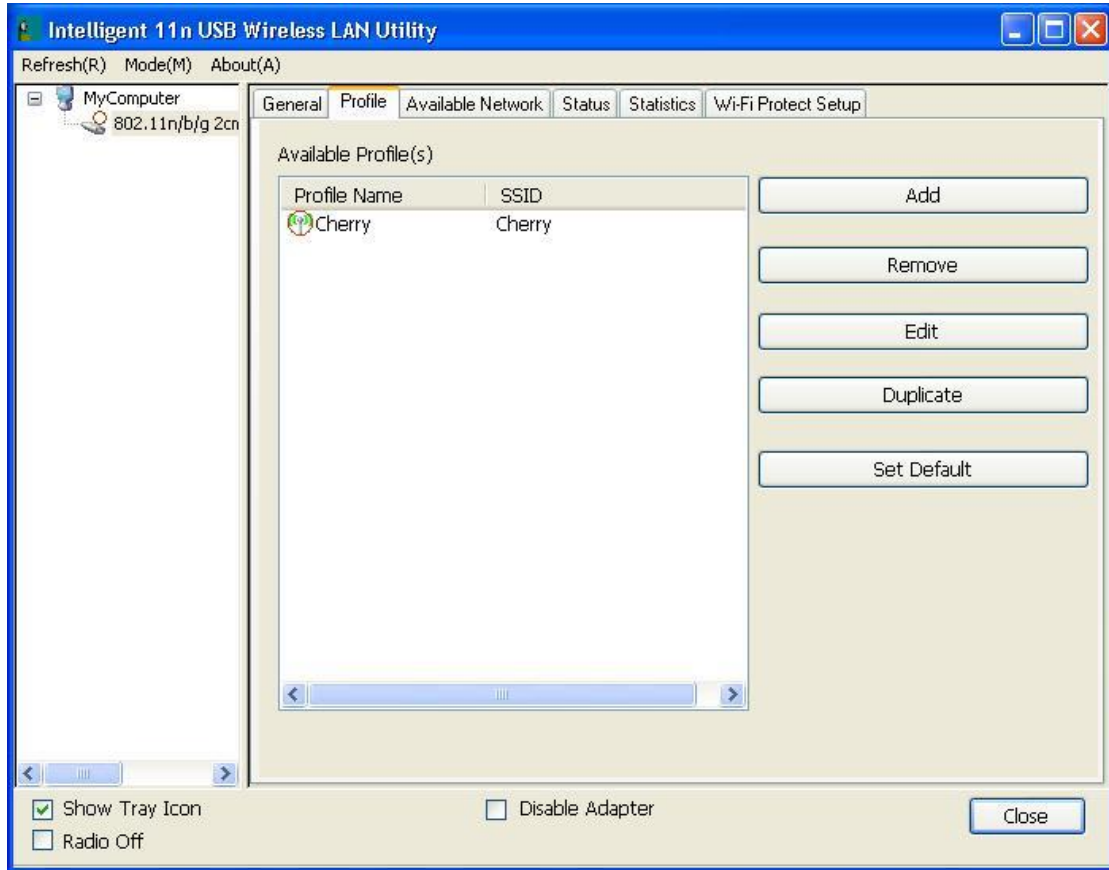 Intelligent 11n USB Wireless LAN Utility
Refresh(R) Mode(M) About(A)
MyComputer
802.11n/b/g 2cn
General Profile Available Network Status Statistics Wi-Fi Protect Setup
Available Profile(s)
Profile Name SSID
Cherry Cherry
Add
Remove
Edit
Duplicate
Set Default
Show Tray Icon
Radio Off
Disable Adapter
Close